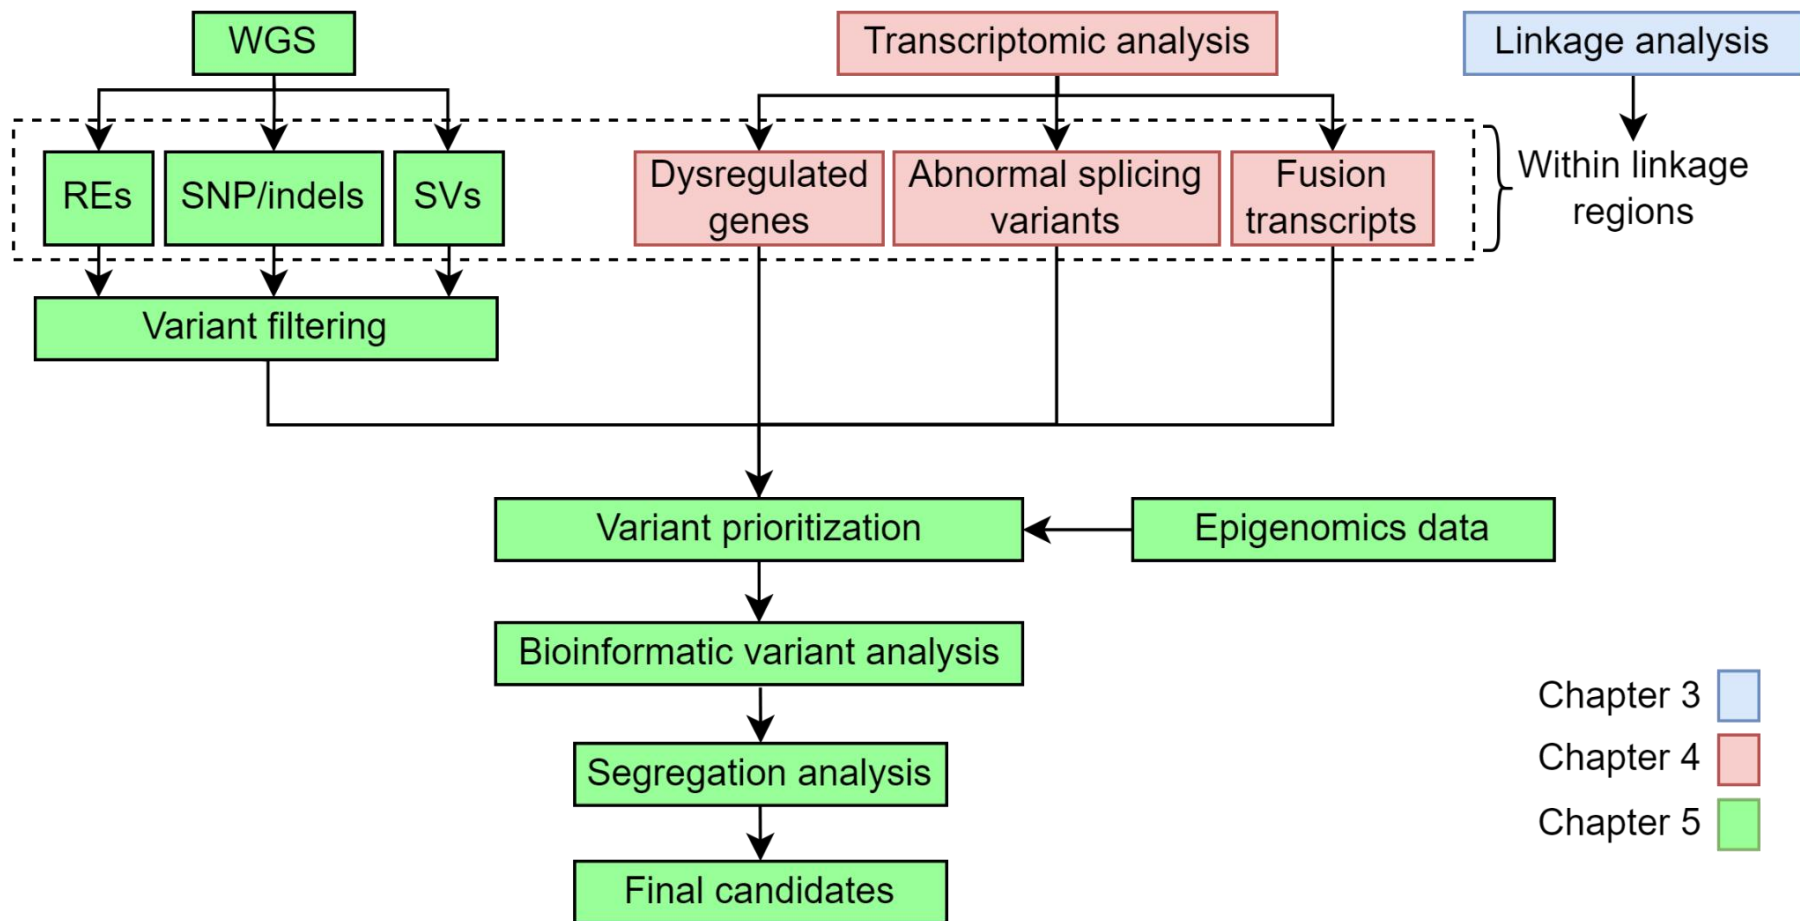 WGS
Transcriptomic analysis
Linkage analysis
REs
SNP/indels
SVs
Dysregulated
genes
Abnormal splicing
variants
Fusion
transcripts
Within linkage
regions
Variant filtering
Variant prioritization
Epigenomics data
Bioinformatic variant analysis
Segregation analysis
Final candidates
Chapter 3
Chapter 4
Chapter 5